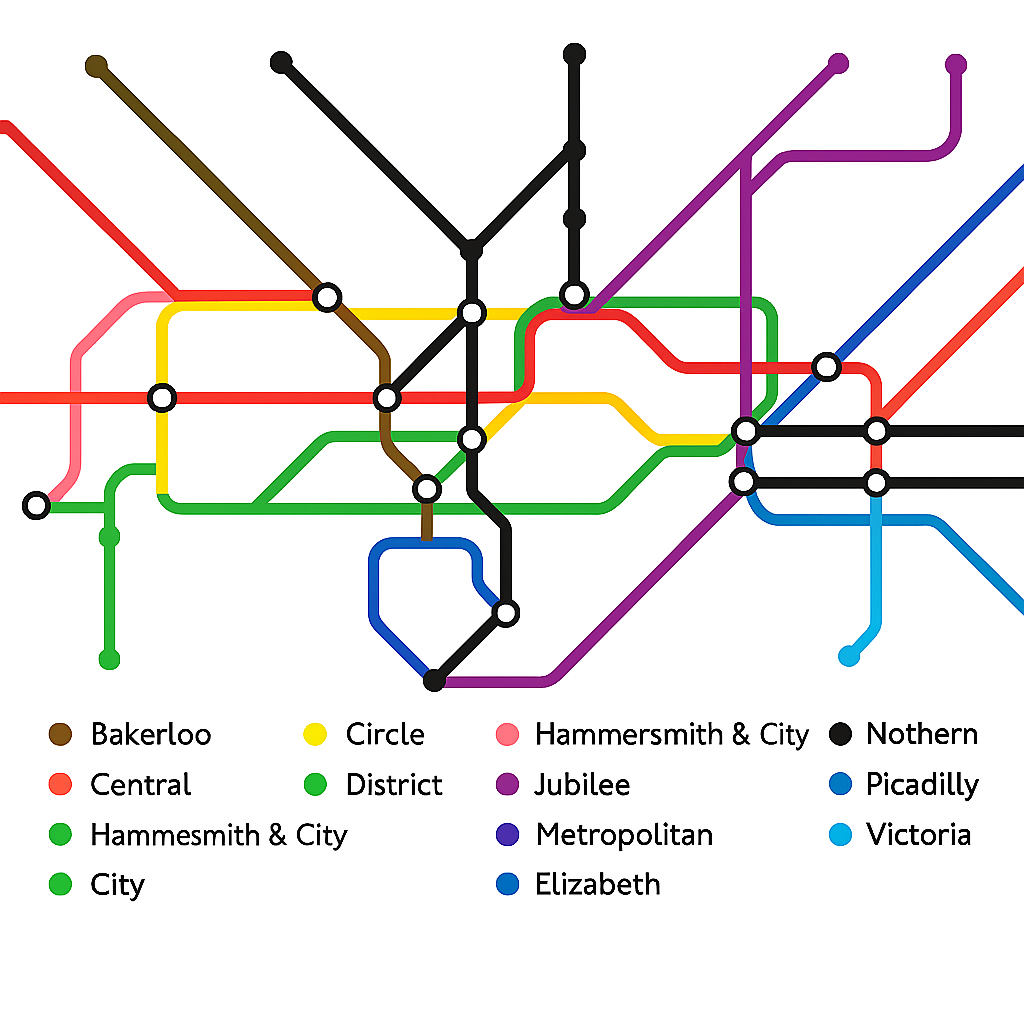 Bakerloo Circle Hammersmith & City Nothern
Central District Jubilee Picadilly
Hammesmith & City Metropolitan Victoria
City Elizabeth